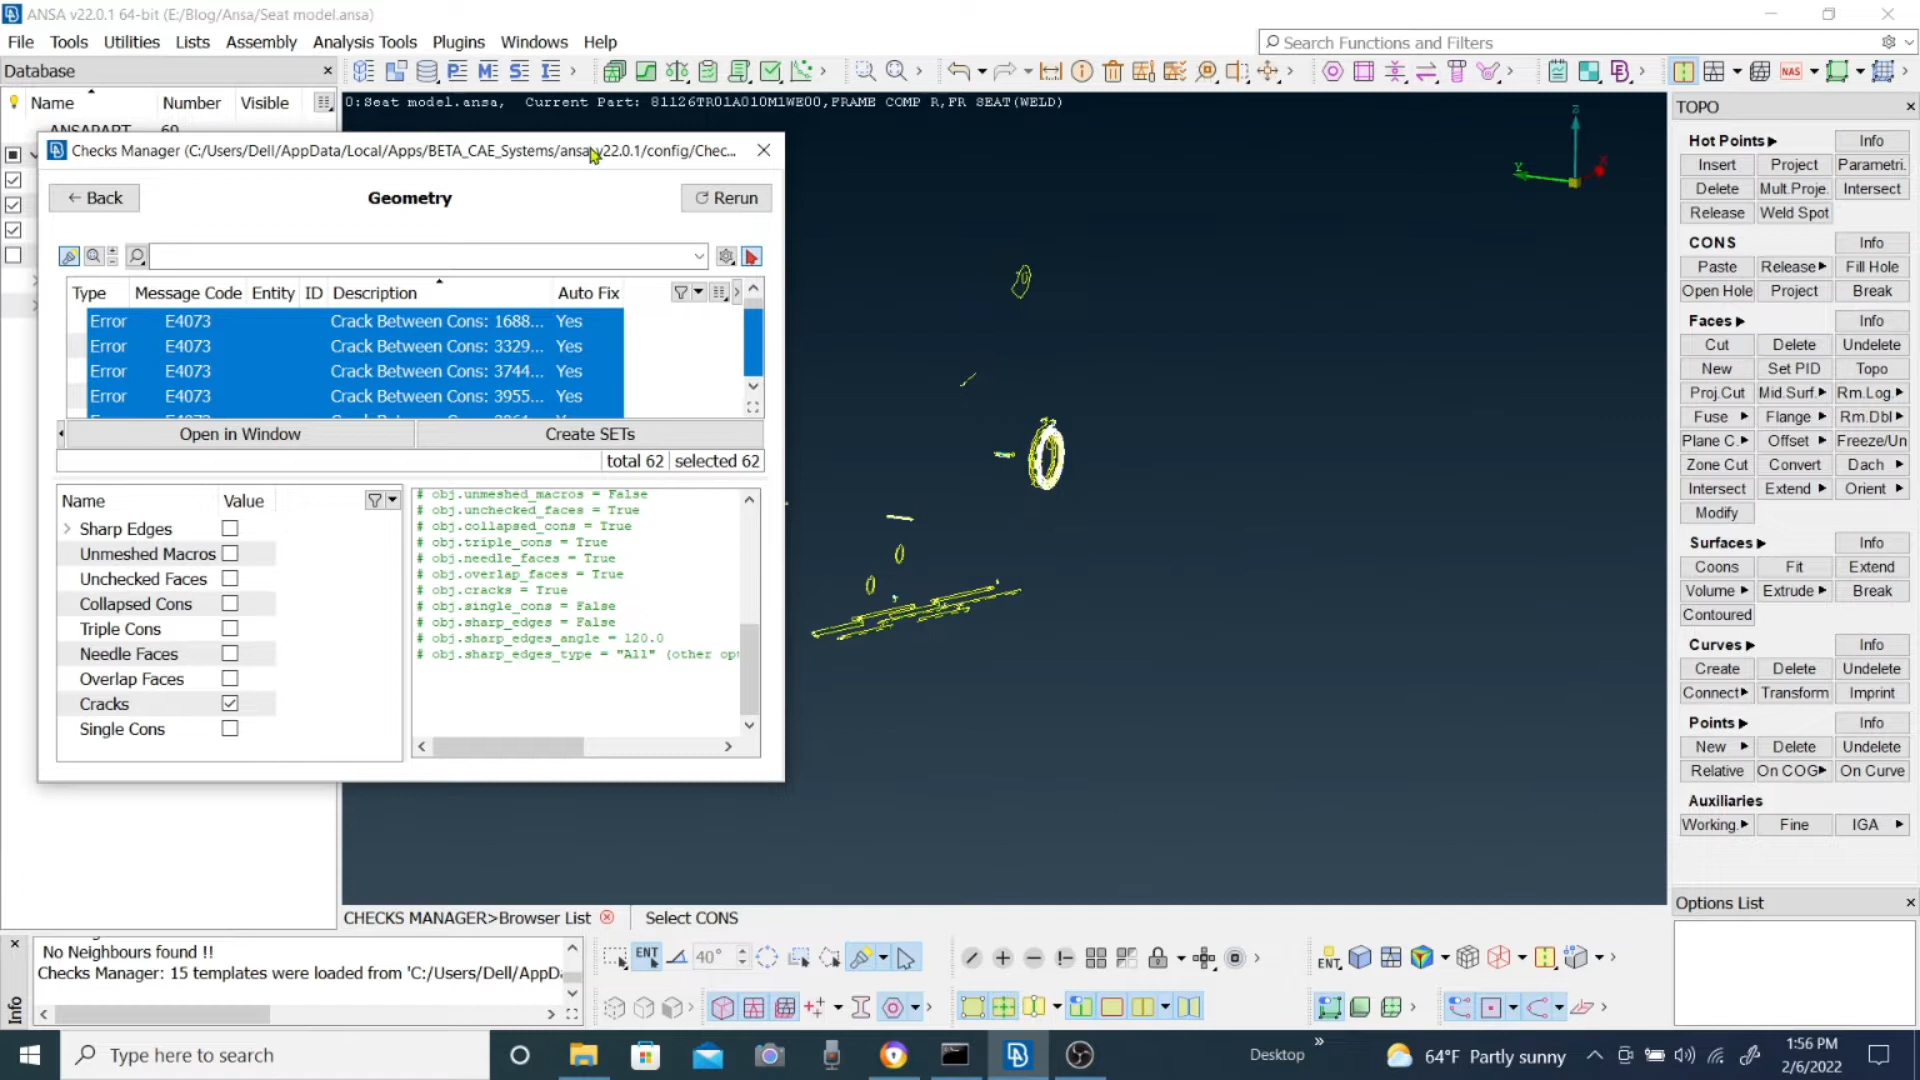 ANSA v22.0.1 64-bit (E:/Blog/Ansa/Seat model.ansa)
File Tools Utilities Lists Assembly Analysis Tools Plugins Windows Help
Search Functions and Filters
Database
Name Number Visible
0:Seat model.ansa, Current Part: 81126TR01A010M1WE00,FRAME COMP R,FR SEAT(WELD)
ANSAPART 60
Checks Manager (C:/Users/Dell/AppData/Local/Apps/BETA_CAE_Systems/ansa_v22.0.1/config/Chec...
← Back
Geometry
Rerun
Type Message Code Entity ID Description Auto Fix
Error E4073 Crack Between Cons: 1688... Yes
Error E4073 Crack Between Cons: 3329... Yes
Error E4073 Crack Between Cons: 3744... Yes
Error E4073 Crack Between Cons: 3955... Yes
Open in Window Create SETs
total 62 selected 62
Name Value
Sharp Edges
Unmeshed Macros
Unchecked Faces
Collapsed Cons
Triple Cons
Needle Faces
Overlap Faces
Cracks
Single Cons
# obj.unmeshed_macros = False
# obj.unchecked_faces = True
# obj.collapsed_cons = True
# obj.triple_cons = True
# obj.needle_faces = True
# obj.overlap_faces = True
# obj.cracks = True
# obj.single_cons = False
# obj.sharp_edges = False
# obj.sharp_edges_angle = 120.0
# obj.sharp_edges_type = "All" (other op
Z
Y
X
TOPO
Hot Points Info
Insert Project Parametri.
Delete Mult.Proje. Intersect
Release Weld Spot
CONS Info
Paste Release Fill Hole
Open Hole Project Break
Faces Info
Cut Delete Undelete
New Set PID Topo
Proj.Cut Mid.Surf. Rm.Log.
Fuse Flange Rm.Dbl
Plane C. Offset Freeze/Un
Zone Cut Convert Dach
Intersect Extend Orient
Modify
Surfaces Info
Coons Fit Extend
Volume Extrude Break
Contoured
Curves Info
Create Delete Undelete
Connect Transform Imprint
Points Info
New Delete Undelete
Relative On COG On Curve
Auxiliaries
Working. Fine IGA
Options List
CHECKS MANAGER>Browser List Select CONS
No Neighbours found !!
Checks Manager: 15 templates were loaded from 'C:/Users/Dell/AppD
Info
ENT
40°
ENT
NAS
Type here to search
Desktop
64°F Partly sunny
1:56 PM
2/6/2022